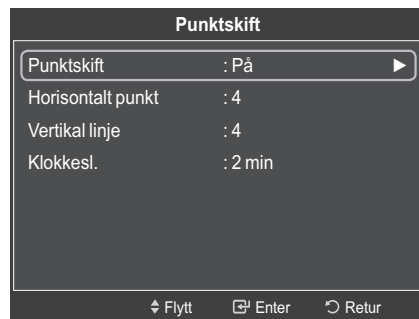 Punktskift
Punktskift : På
Horisontalt punkt : 4
Vertikal linje : 4
Klokkesl. : 2 min
Flytt Enter Retur